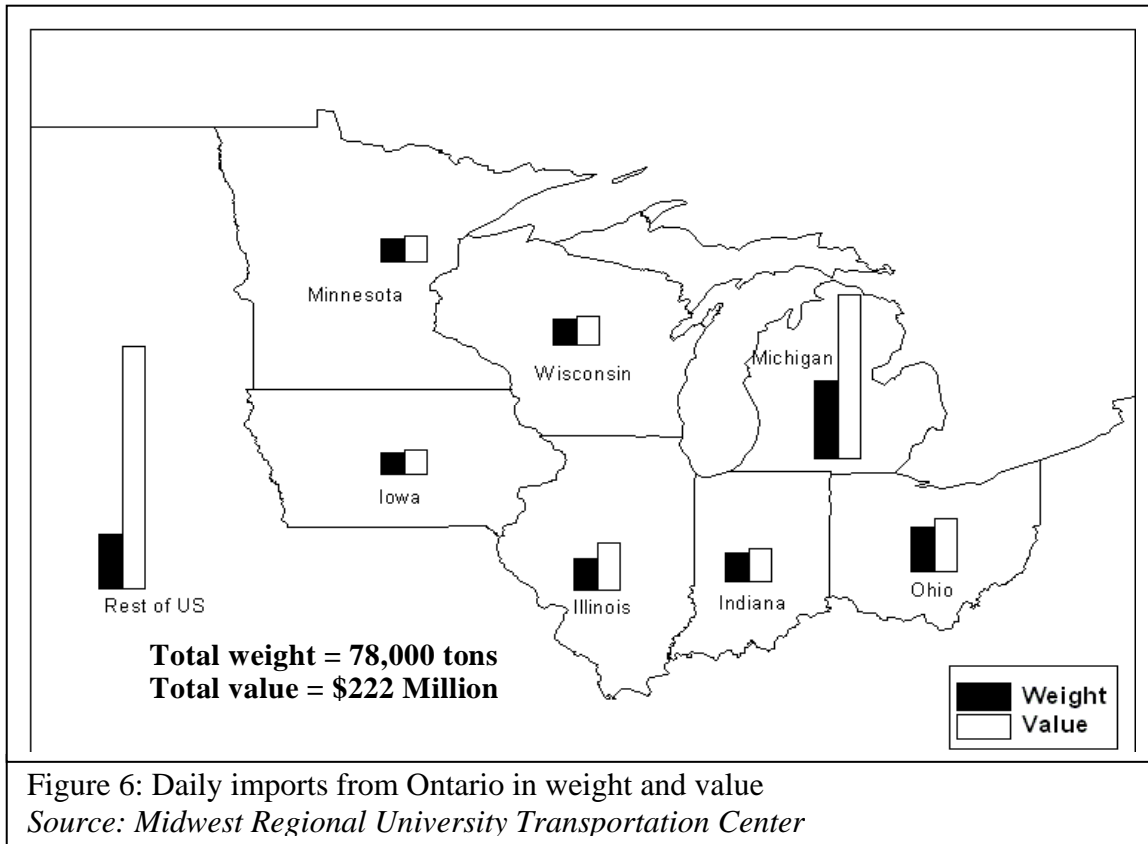 Minnesota
Wisconsin
Michigan
Iowa
Rest of US
Illinois
Indiana
Ohio
Total weight = 78,000 tons
Total value = $222 Million
Weight
Value
Figure 6: Daily imports from Ontario in weight and value
Source: Midwest Regional University Transportation Center